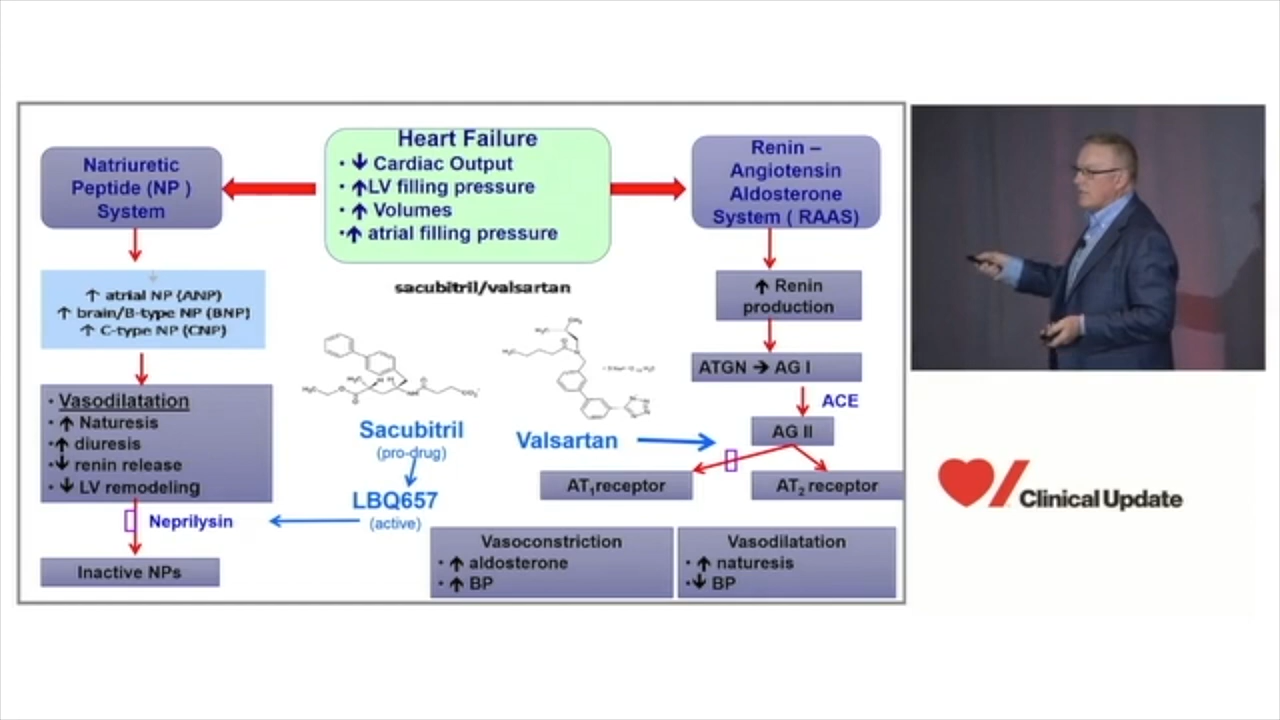 Heart Failure
• ↓ Cardiac Output
• ↑LV filling pressure
• ↑ Volumes
•↑ atrial filling pressure
Natriuretic
Peptide (NP )
System
↑ atrial NP (ANP)
↑ brain/B-type NP (BNP)
↑ C-type NP (CNP)
• Vasodilatation
• ↑ Naturesis
•↑ diuresis
•↓ renin release
• ↓ LV remodeling
Neprilysin
Inactive NPs
sacubitril/valsartan
Sacubitril
(pro-drug)
LBQ657
(active)
Valsartan
Renin –
Angiotensin
Aldosterone
System ( RAAS)
↑ Renin
production
ATGN → AG I
ACE
AG II
AT1receptor
AT2 receptor
Vasoconstriction
• ↑ aldosterone
• ↑ BP
Vasodilatation
• ↑ naturesis
•↓ BP
Clinical Update